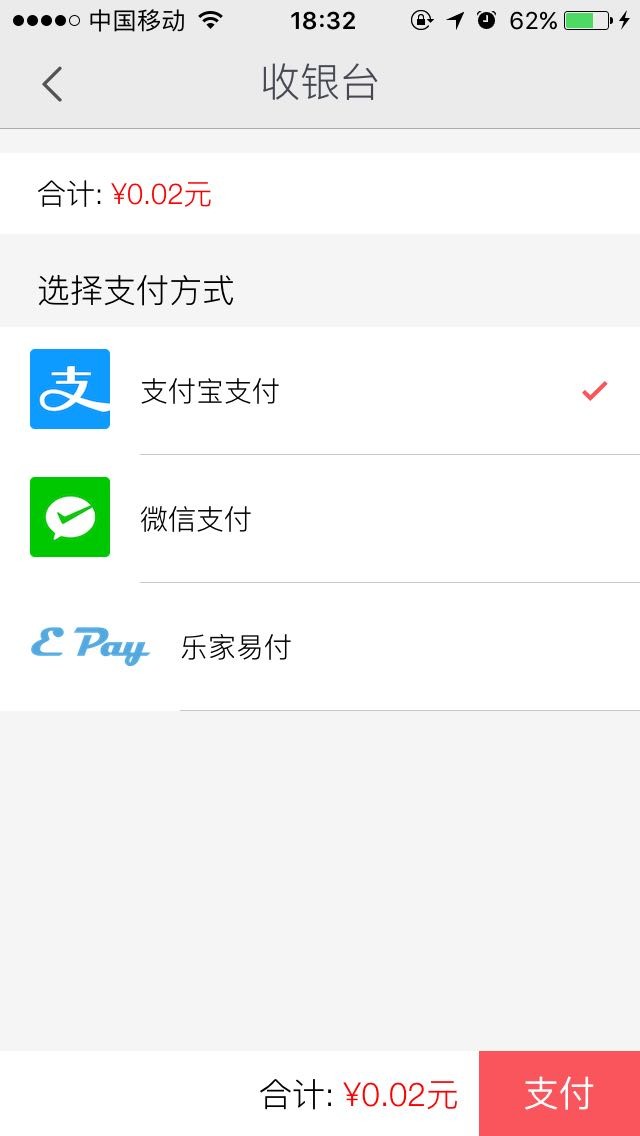 中国移动 18:32 62%
收银台
合计: ¥0.02元
选择支付方式
支 支付宝支付
微信支付
E Pay 乐家易付
合计: ¥0.02元 支付